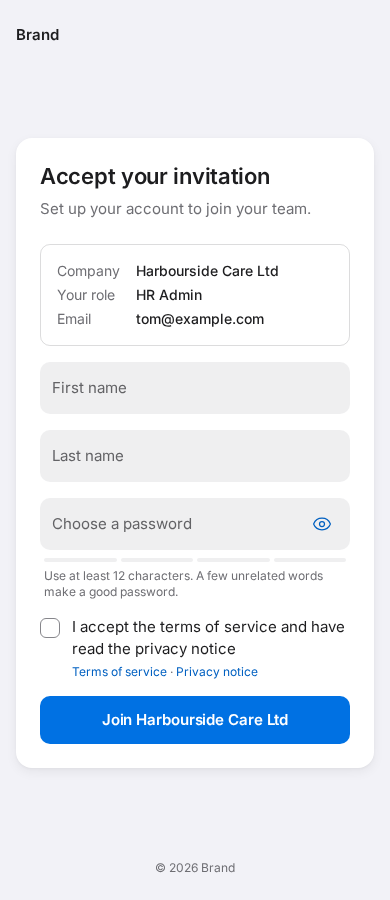 Brand
Accept your invitation
Set up your account to join your team.
Company Harbourside Care Ltd
Your role HR Admin
Email tom@example.com
First name
Last name
Choose a password
Use at least 12 characters. A few unrelated words
make a good password.
I accept the terms of service and have
read the privacy notice
Terms of service · Privacy notice
Join Harbourside Care Ltd
© 2026 Brand